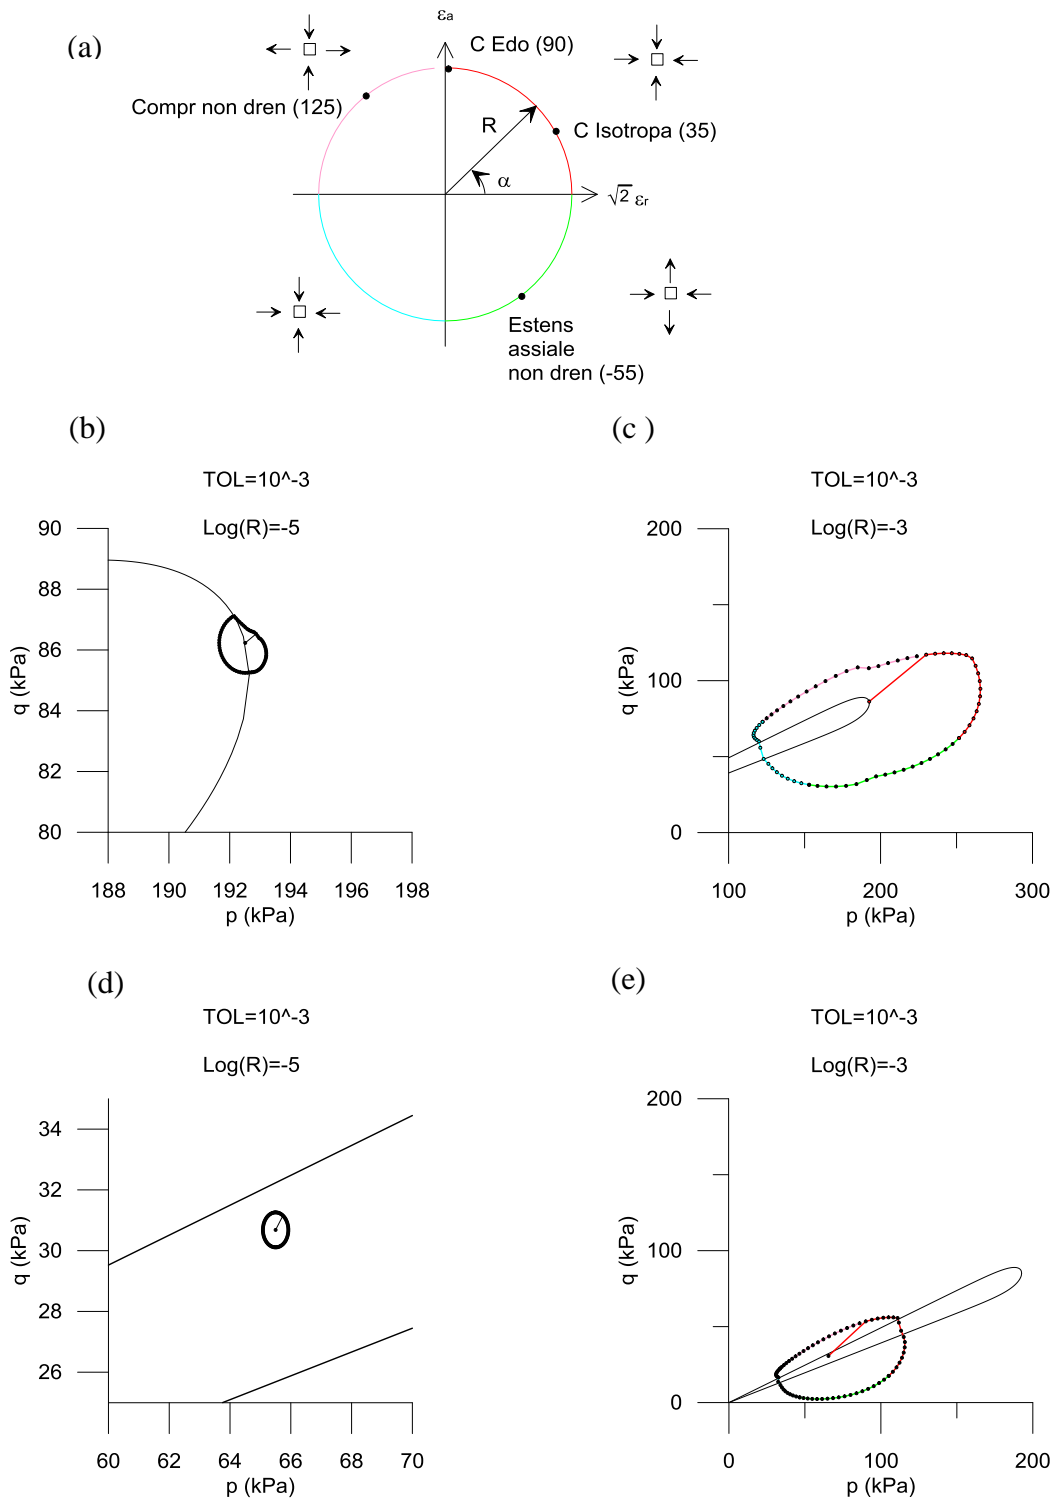 (a)
εa
C Edo (90)
Compr non dren (125)
R
C Isotropa (35)
α
√2 εr
Estens
assiale
non dren (-55)
(b)
TOL=10^-3
Log(R)=-5
90
88
86
84
82
80
q (kPa)
188 190 192 194 196 198
p (kPa)
(c )
TOL=10^-3
Log(R)=-3
200
100
0
q (kPa)
100 200 300
p (kPa)
(d)
TOL=10^-3
Log(R)=-5
34
32
30
28
26
q (kPa)
60 62 64 66 68 70
p (kPa)
(e)
TOL=10^-3
Log(R)=-3
200
100
0
q (kPa)
0 100 200
p (kPa)